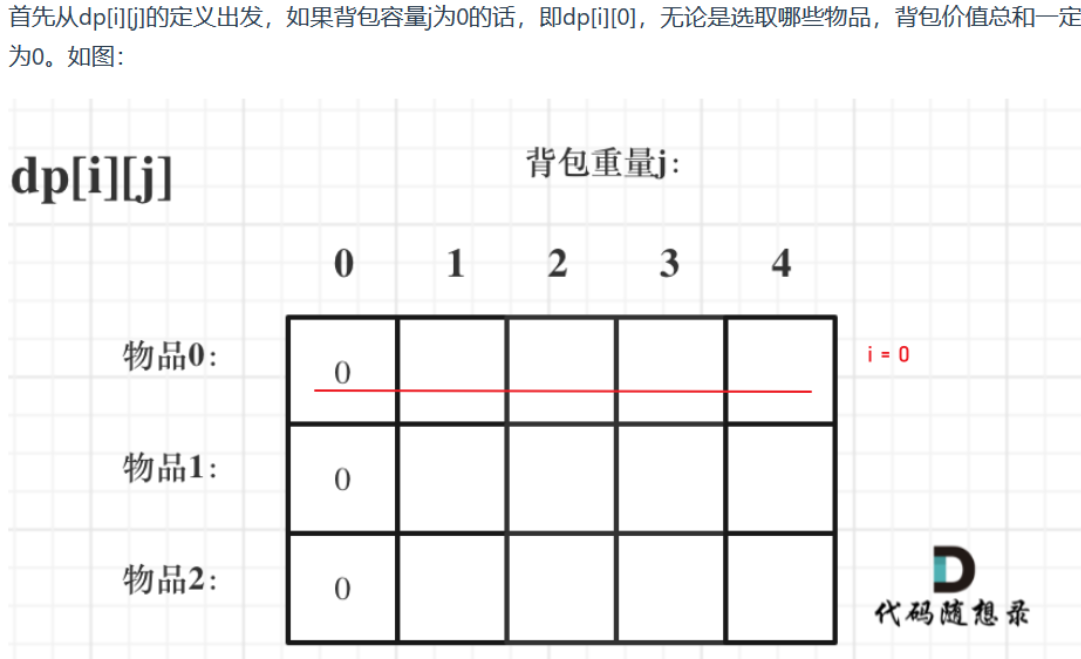 首先从dp[i][j]的定义出发，如果背包容量j为0的话，即dp[i][0]，无论是选取哪些物品，背包价值总和一定
为0。如图：
dp[i][j]
背包重量j:
0 1 2 3 4
物品0: 0 i = 0
物品1: 0
物品2: 0
代码随想录